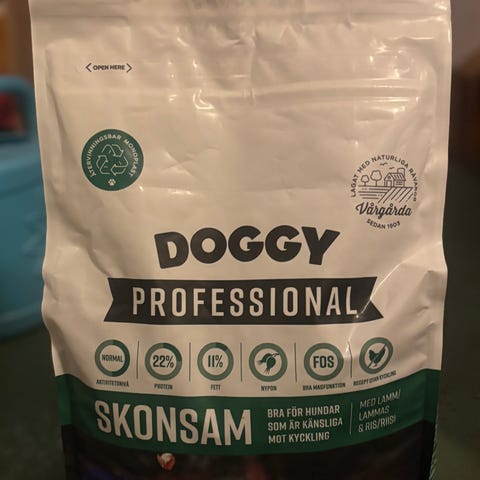 OPEN HERE
ÅTERVINNINGSBAR MONOPLAST
LAGAT MED NATURLIGA RÅVAROR
Vårgårda
SEDAN 1903
DOGGY
PROFESSIONAL
NORMAL
22%
11%
FOS
AKTIVITETSNIVÅ
PROTEIN
FETT
NYPON
BRA MAGFUNKTION
RECEPT UTAN KYCKLING
SKONSAM
BRA FÖR HUNDAR
SOM ÄR KÄNSLIGA
MOT KYCKLING
MED LAMM/
LAMMAS
& RIS/RIISI